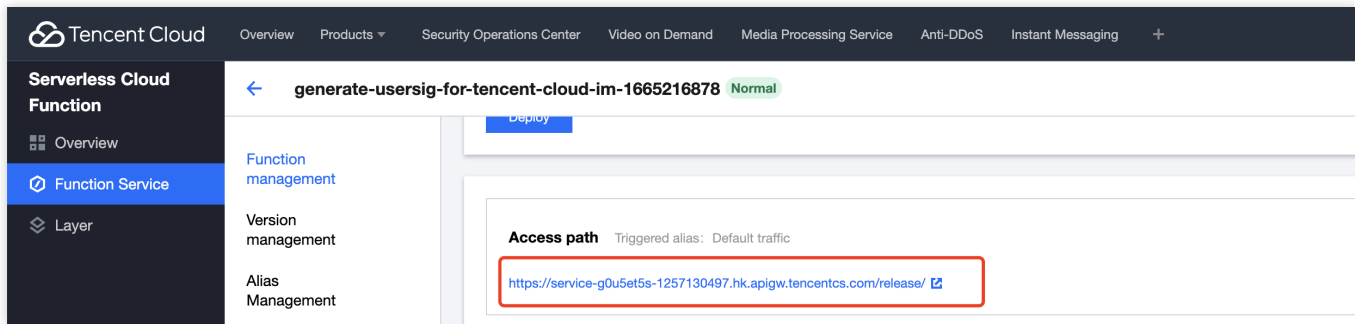 Tencent Cloud
Overview Products Security Operations Center Video on Demand Media Processing Service Anti-DDoS Instant Messaging +
Serverless Cloud
Function
Overview
Function Service
Layer
generate-usersig-for-tencent-cloud-im-1665216878 Normal
Deploy
Function
management
Version
management
Alias
Management
Access path Triggered alias: Default traffic
https://service-g0u5et5s-1257130497.hk.apigw.tencentcs.com/release/